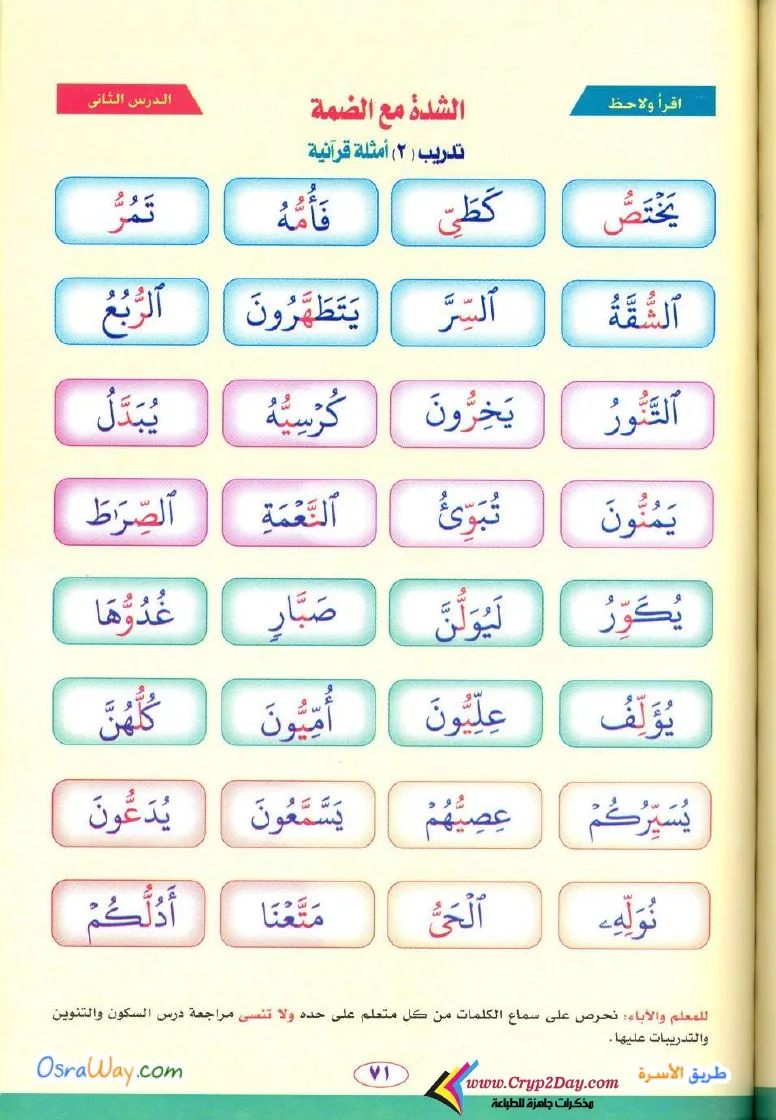 اقرأ ولاحظ
الشدة مع الضمة
الدرس الثانى
تدريب (٢) أمثلة قرآنية
يَخْتَصُّ كَطَيِّ فَأُمُّهُ تَمُرُّ
ٱلشُّقَّةُ ٱلسِّرَّ يَتَطَهَّرُونَ ٱلرُّبُعُ
ٱلتَّنُّورُ يَخِرُّونَ كُرْسِيُّهُ يُبَدَّلُ
يَمُنُّونَ تُبَوِّئُ ٱلنَّعْمَةِ ٱلصِّرَٰطَ
يُكَوِّرُ لَيُوَلُّنَّ صَبَّارٍ غُدُوُّهَا
يُؤَلِّفُ عِلِّيُّونَ أُمِّيُّونَ كُلُّهُنَّ
يُسَيِّرُكُمْ عِصِيُّهُمْ يَسَّمَّعُونَ يُدَعُّونَ
نُوَلِّهِۦ ٱلْحَىُّ مَتَّعْنَا أَدُلُّكُمْ
للمعلم والآباء: نحرص على سماع الكلمات من كل متعلم على حده ولا تنسى مراجعة درس السكون والتنوين
والتدريبات عليها.
طريق الأسرة
www.Cryp2Day.com
مذكرات جاهزة للطباعة
٧١
OsraWay.com